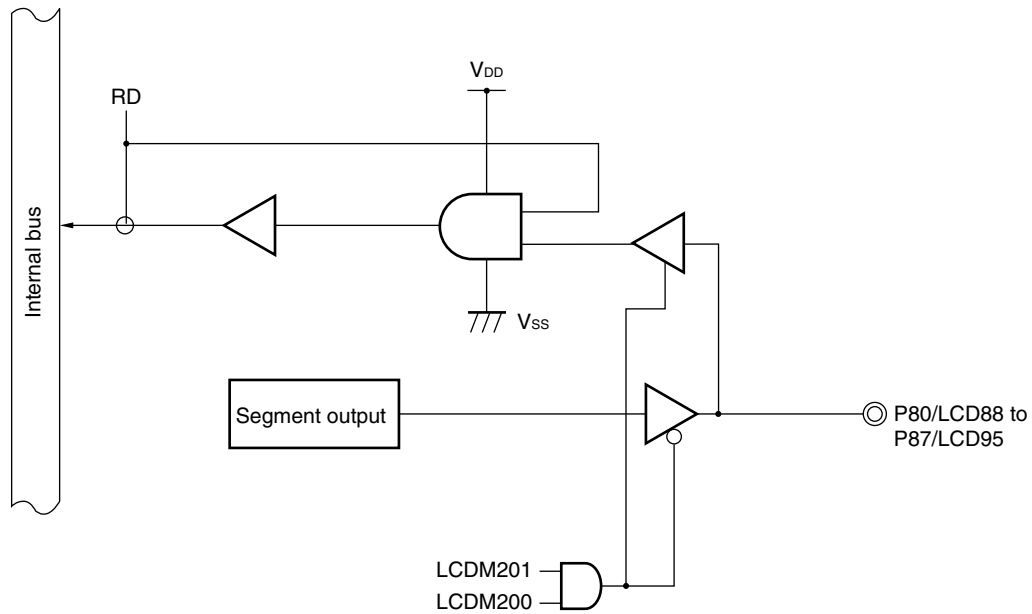 VDD
RD
Internal bus
VSS
Segment output
P80/LCD88 to
P87/LCD95
LCDM201
LCDM200